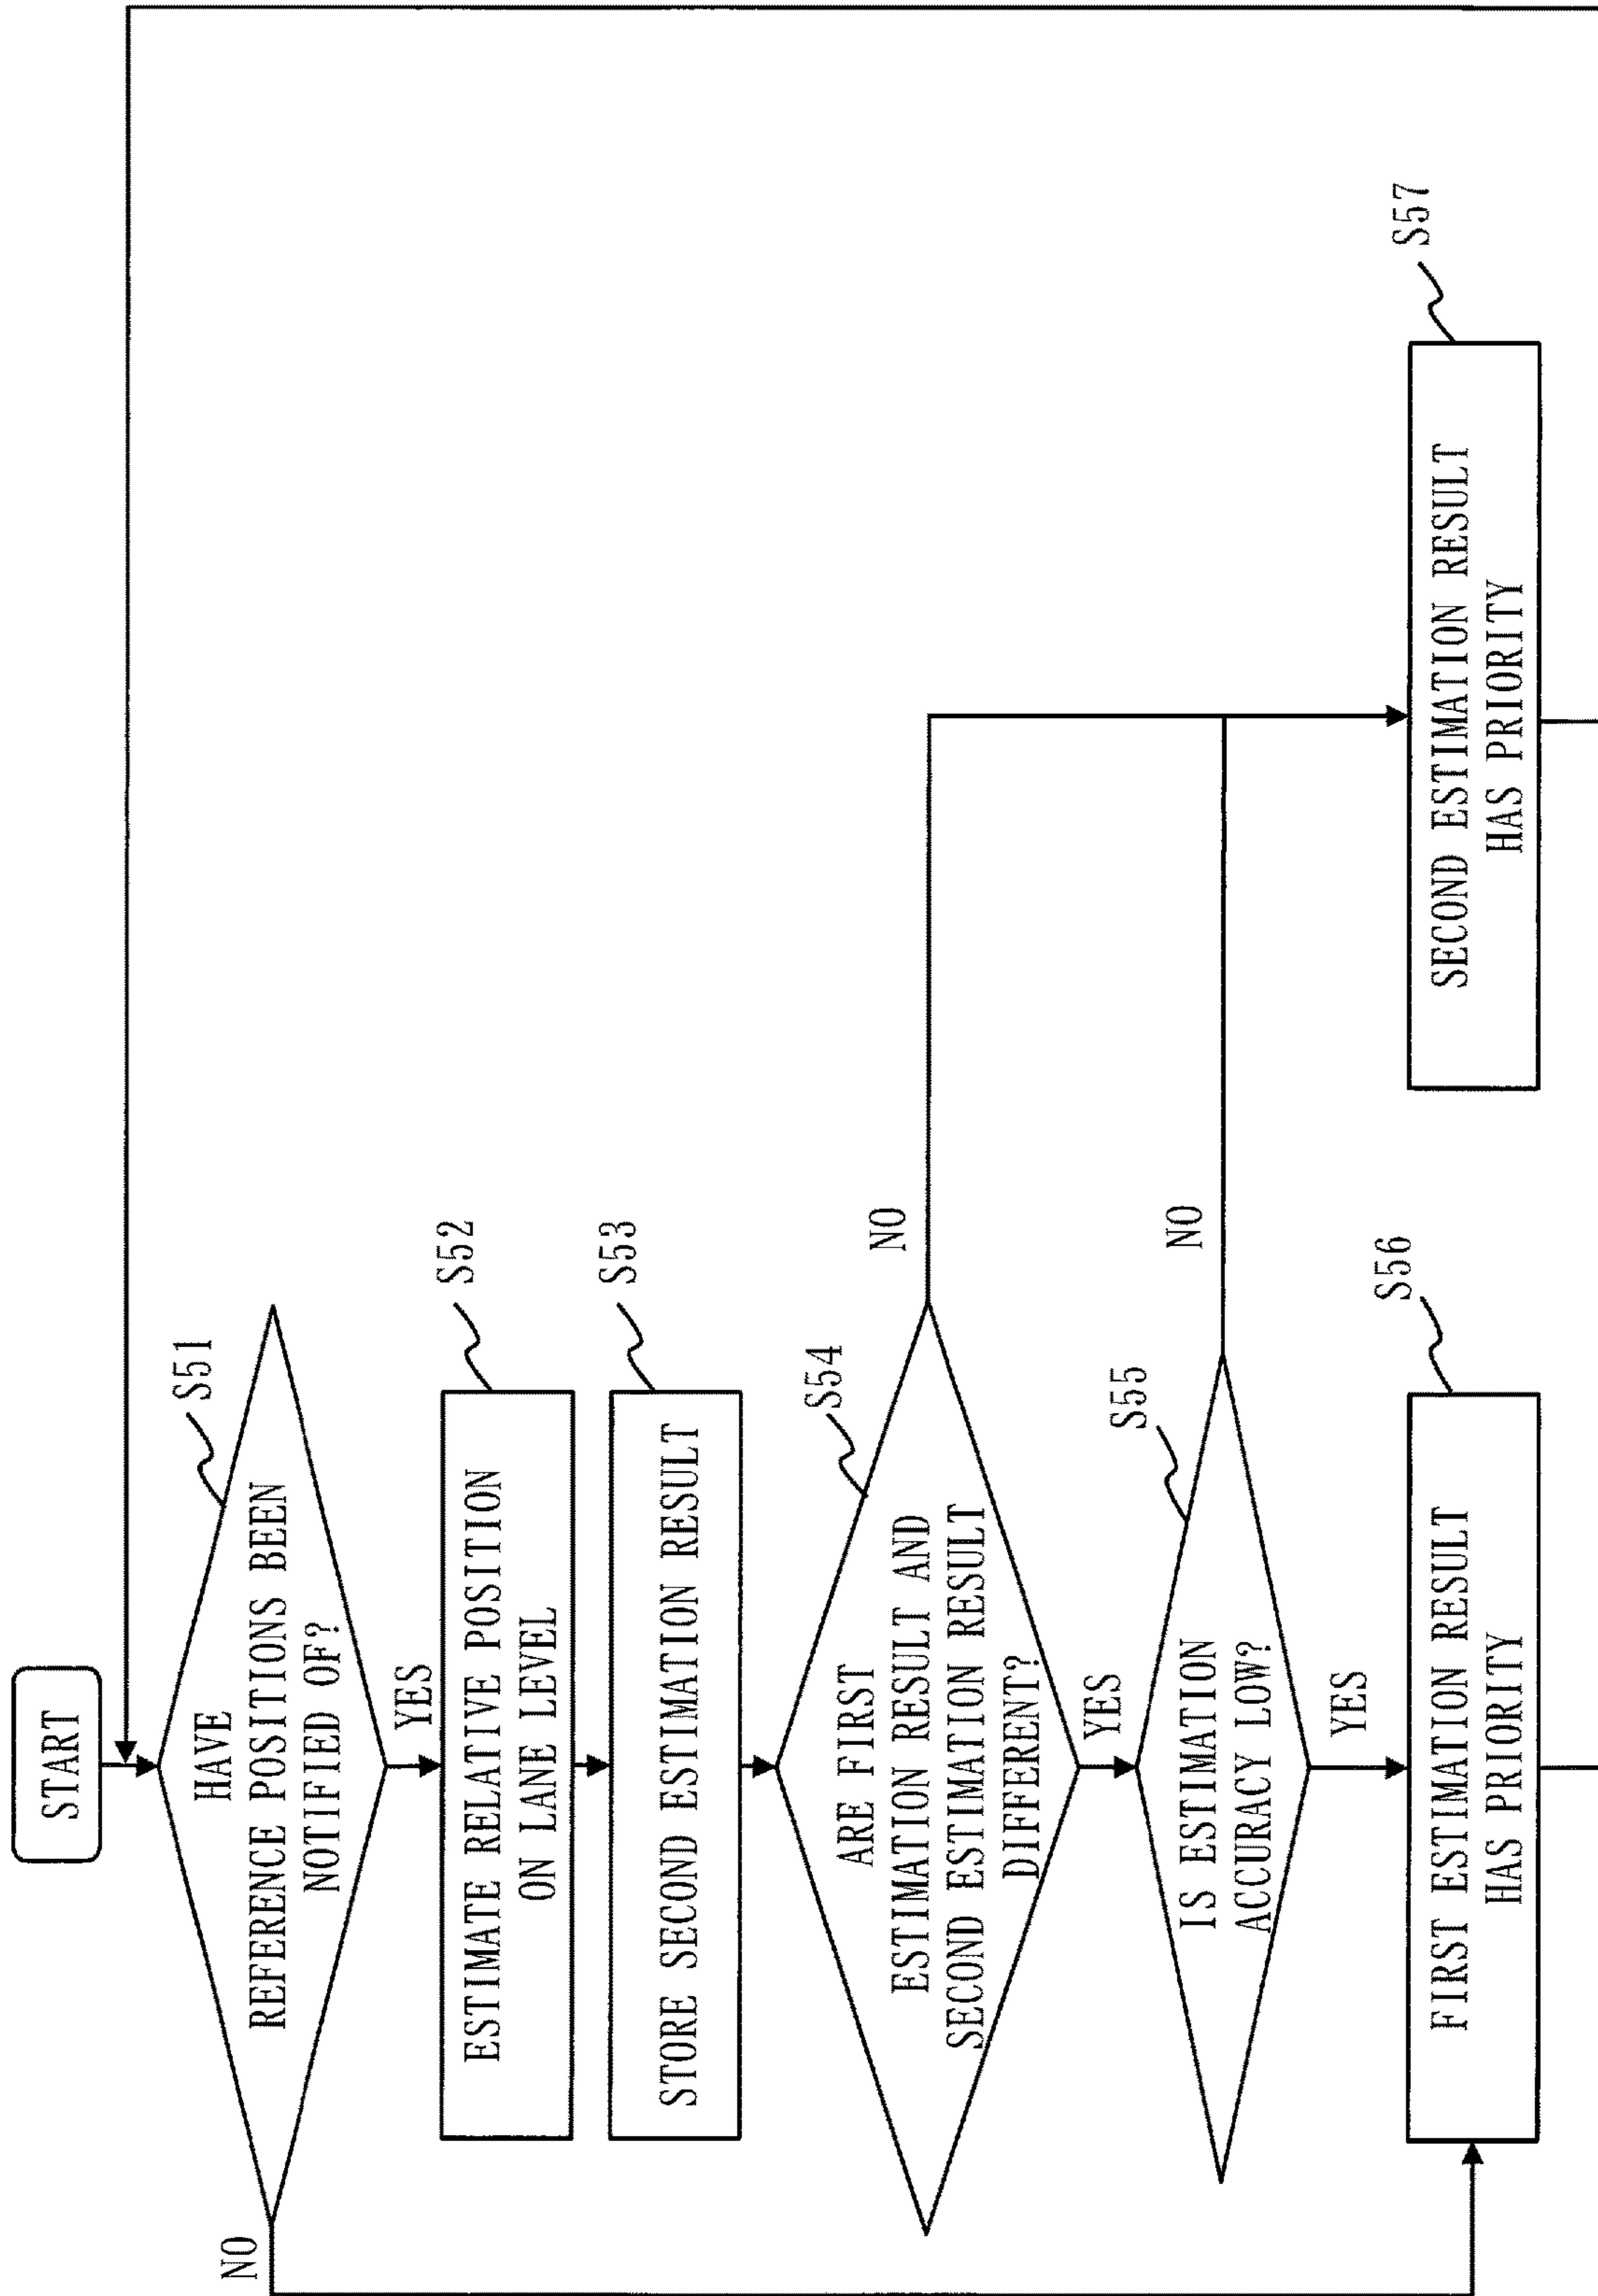 START
S51
HAVE
REFERENCE POSITIONS BEEN
NOTIFIED OF?
NO
YES
S52
ESTIMATE RELATIVE POSITION
ON LANE LEVEL
S53
STORE SECOND ESTIMATION RESULT
S54
ARE FIRST
ESTIMATION RESULT AND
SECOND ESTIMATION RESULT
DIFFERENT?
NO
YES
S55
IS ESTIMATION
ACCURACY LOW?
NO
YES
S56
FIRST ESTIMATION RESULT
HAS PRIORITY
S57
SECOND ESTIMATION RESULT
HAS PRIORITY